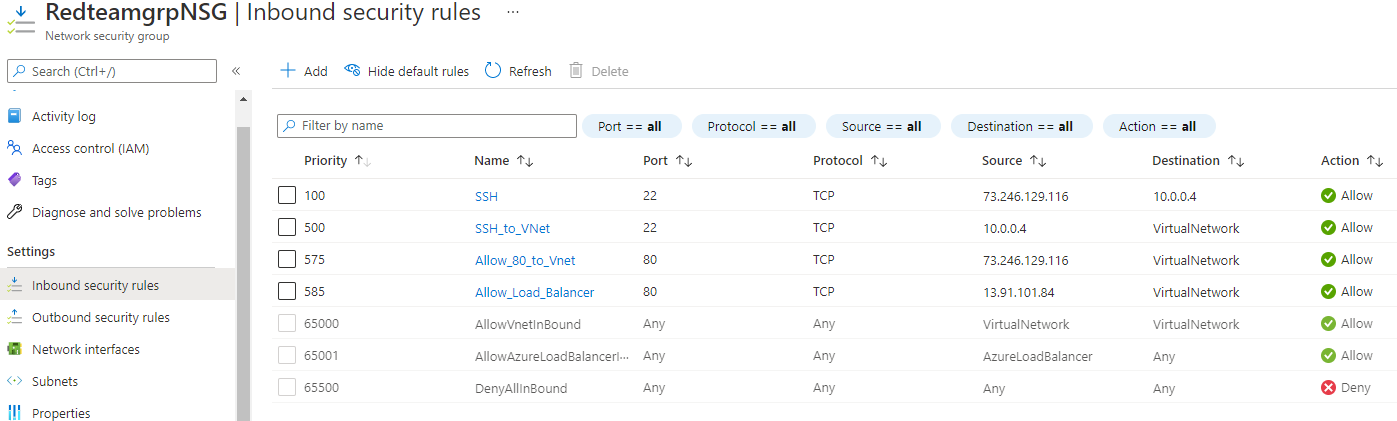 Redteamgrp​NSG | Inbound security rules ...
Network security group
Search (Ctrl+/) «
Add Hide default rules Refresh Delete
Activity log
Access control (IAM)
Tags
Diagnose and solve problems
Settings
Inbound security rules
Outbound security rules
Network interfaces
Subnets
Properties
Filter by name Port == all Protocol == all Source == all Destination == all Action == all
Priority ↑↓ Name ↑↓ Port ↑↓ Protocol ↑↓ Source ↑↓ Destination ↑↓ Action ↑↓
100 SSH 22 TCP 73.246.129.116 10.0.0.4 Allow
500 SSH_to_VNet 22 TCP 10.0.0.4 VirtualNetwork Allow
575 Allow_80_to_Vnet 80 TCP 73.246.129.116 VirtualNetwork Allow
585 Allow_Load_Balancer 80 TCP 13.91.101.84 VirtualNetwork Allow
65000 AllowVnetInBound Any Any VirtualNetwork VirtualNetwork Allow
65001 AllowAzureLoadBalancerI... Any Any AzureLoadBalancer Any Allow
65500 DenyAllInBound Any Any Any Any Deny